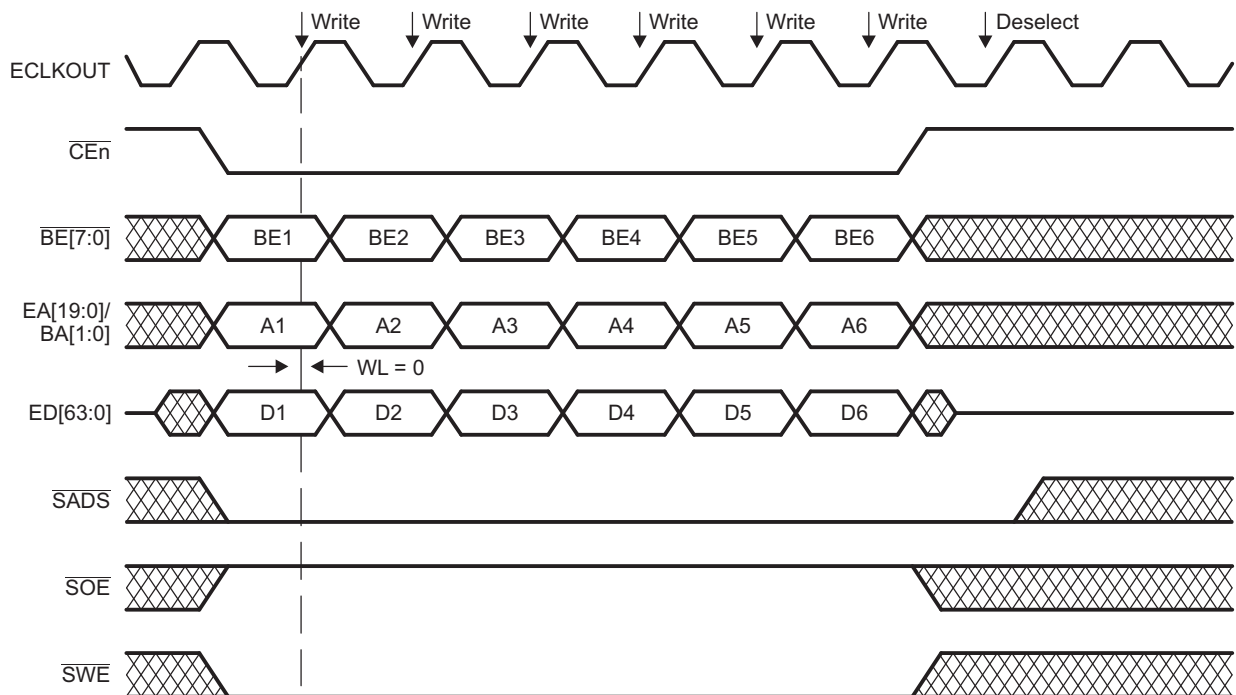 Write Write Write Write Write Write Deselect
ECLKOUT
CEn
BE[7:0] BE1 BE2 BE3 BE4 BE5 BE6
EA[19:0]/
BA[1:0] A1 A2 A3 A4 A5 A6
WL = 0
ED[63:0] D1 D2 D3 D4 D5 D6
SADS
SOE
SWE